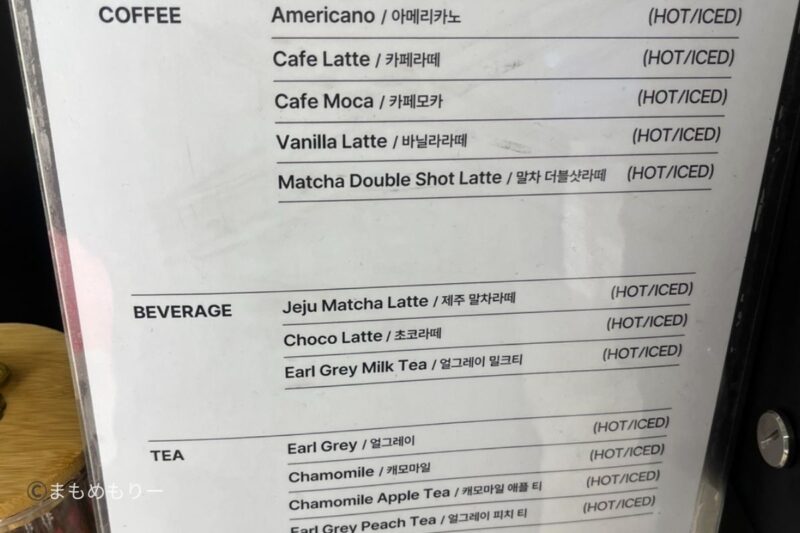 COFFEE Americano / 아메리카노 (HOT/ICED)
Cafe Latte / 카페라떼 (HOT/ICED)
Cafe Moca / 카페모카 (HOT/ICED)
Vanilla Latte / 바닐라라떼 (HOT/ICED)
Matcha Double Shot Latte / 말차 더블샷라떼 (HOT/ICED)
BEVERAGE Jeju Matcha Latte / 제주 말차라떼 (HOT/ICED)
Choco Latte / 초코라떼 (HOT/ICED)
Earl Grey Milk Tea / 얼그레이 밀크티 (HOT/ICED)
TEA Earl Grey / 얼그레이 (HOT/ICED)
Chamomile / 캐모마일 (HOT/ICED)
Chamomile Apple Tea / 캐모마일 애플 티 (HOT/ICED)
Earl Grey Peach Tea / 얼그레이 피치 티 (HOT/ICED)
©まもめもりー